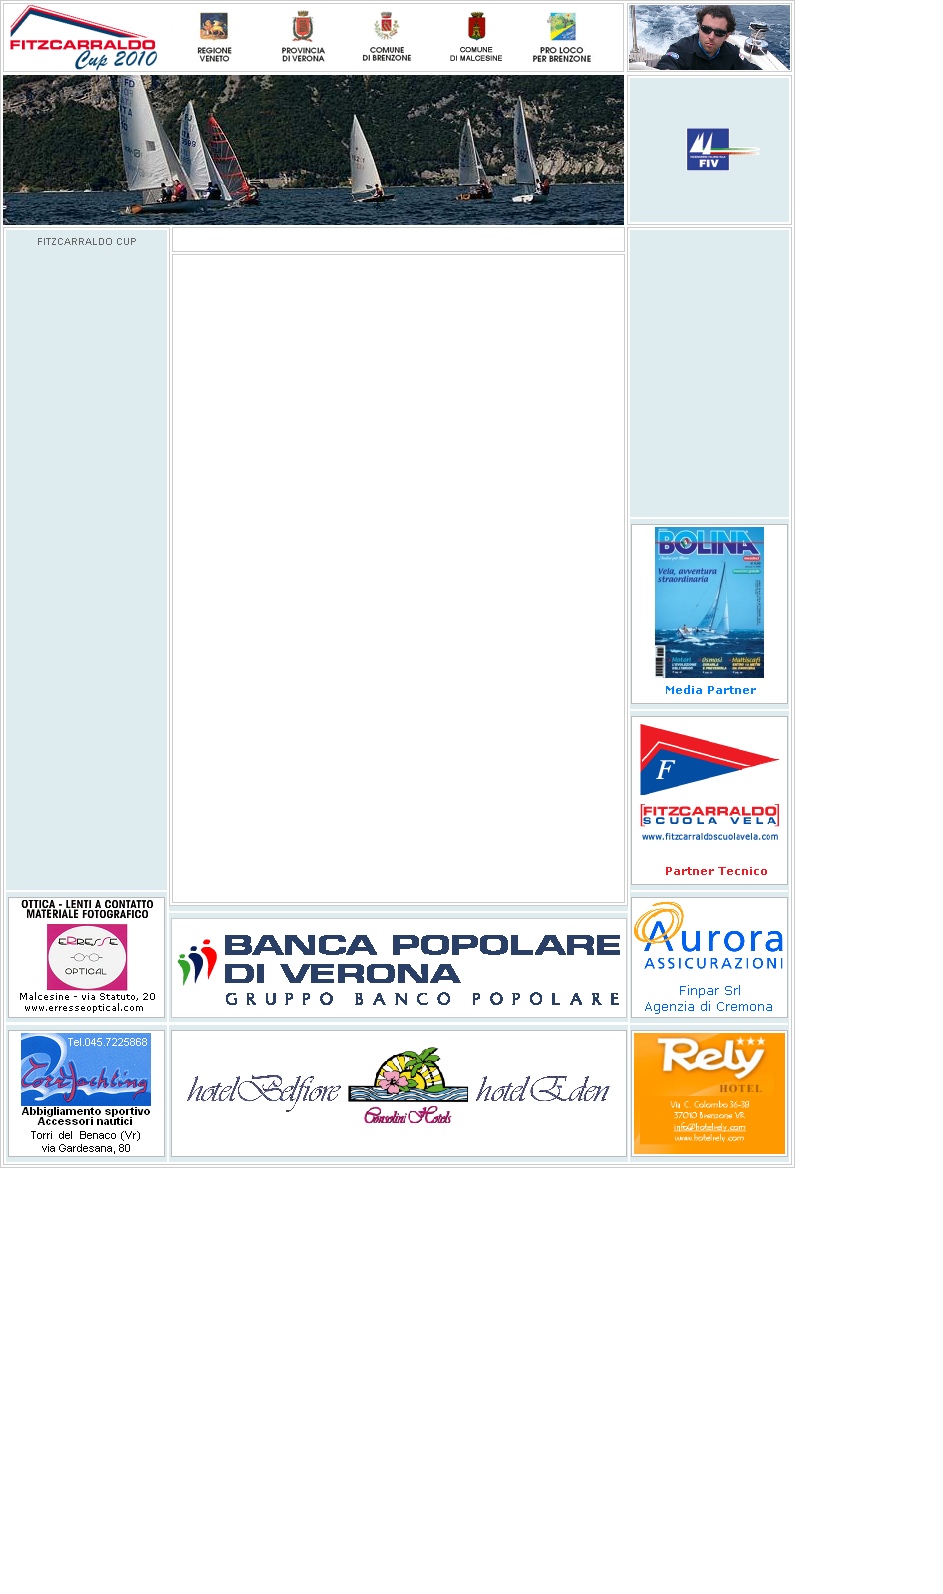 FITZCARRALDO
Cup 2010
REGIONE
VENETO
PROVINCIA
DI VERONA
COMUNE
DI BRENZONE
COMUNE
DI MALCESINE
PRO LOCO
PER BRENZONE
FIV
FITZCARRALDO CUP
BOLINA
Vela, avventura
straordinaria
Motori
Osmosi
Multiscafi
Media Partner
F
[FITZCARRALDO]
SCUOLA VELA
www.fitzcarraldoscuolavela.com
Partner Tecnico
OTTICA - LENTI A CONTATTO
MATERIALE FOTOGRAFICO
ERRESSE
OPTICAL
Malcesine - via Statuto, 20
www.erresseoptical.com
BANCA POPOLARE
DI VERONA
GRUPPO BANCO POPOLARE
Aurora
ASSICURAZIONI
Finpar Srl
Agenzia di Cremona
Tel.045.7225868
Torri Yachting
Abbigliamento sportivo
Accessori nautici
Torri del Benaco (Vr)
via Gardesana, 80
hotel Belfiore
hotel Eden
Consolini Hotels
Rely
HOTEL
Via C. Colombo 36-38
37010 Brenzone VR
info@hotelrely.com
www.hotelrely.com